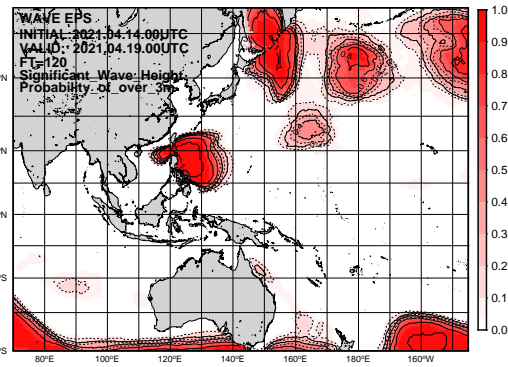 WAVE EPS
INITIAL:2021.04.14.00UTC
VALID: 2021.04.19.00UTC
FT=120
Significant Wave Height
Probability of over 3m
1.0
0.9
0.8
0.7
0.6
0.5
0.4
0.3
0.2
0.1
0.0
N
N
N
S
S
80°E 100°E 120°E 140°E 160°E 160°W